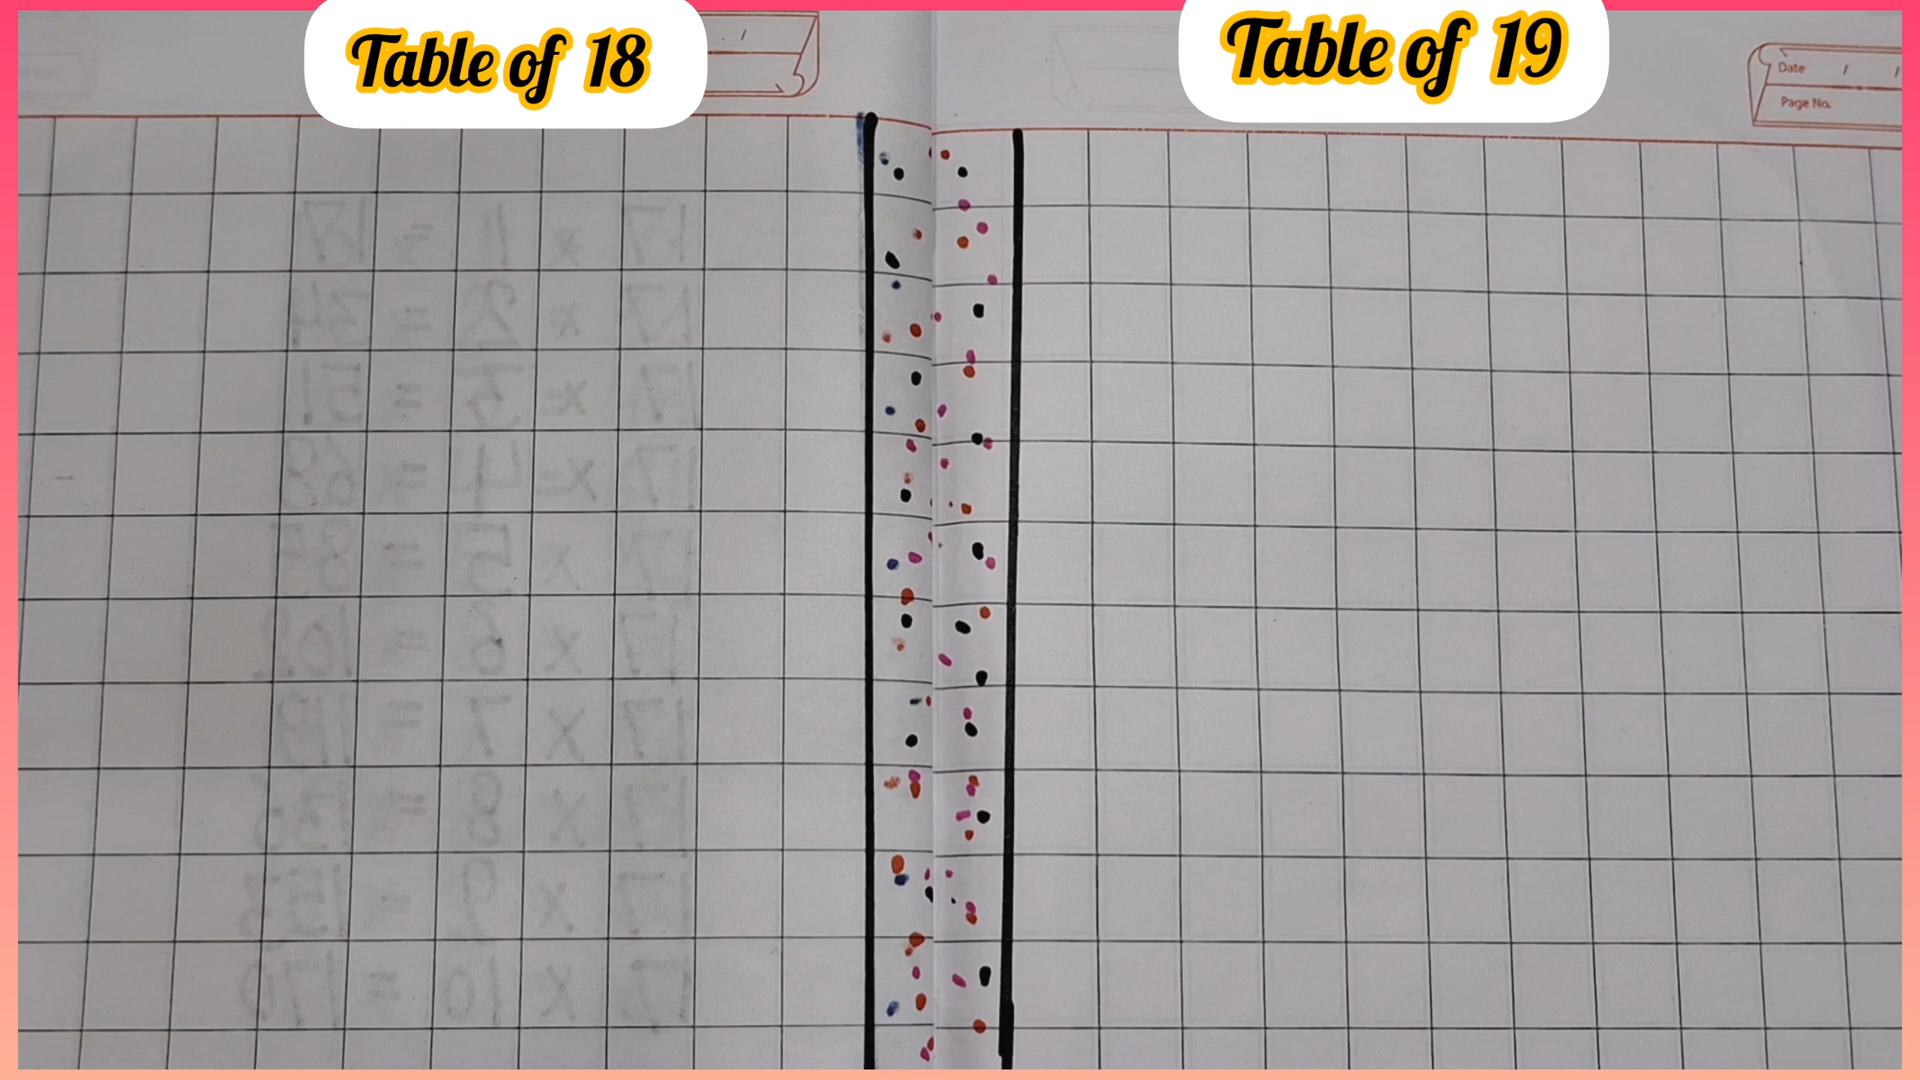 Table of 18
Table of 19
Date / /
Page No.
17 x 1 = 17
17 x 2 = 34
17 x 3 = 51
17 x 4 = 68
17 x 5 = 85
17 x 6 = 102
17 x 7 = 119
17 x 8 = 136
17 x 9 = 153
17 x 10 = 170